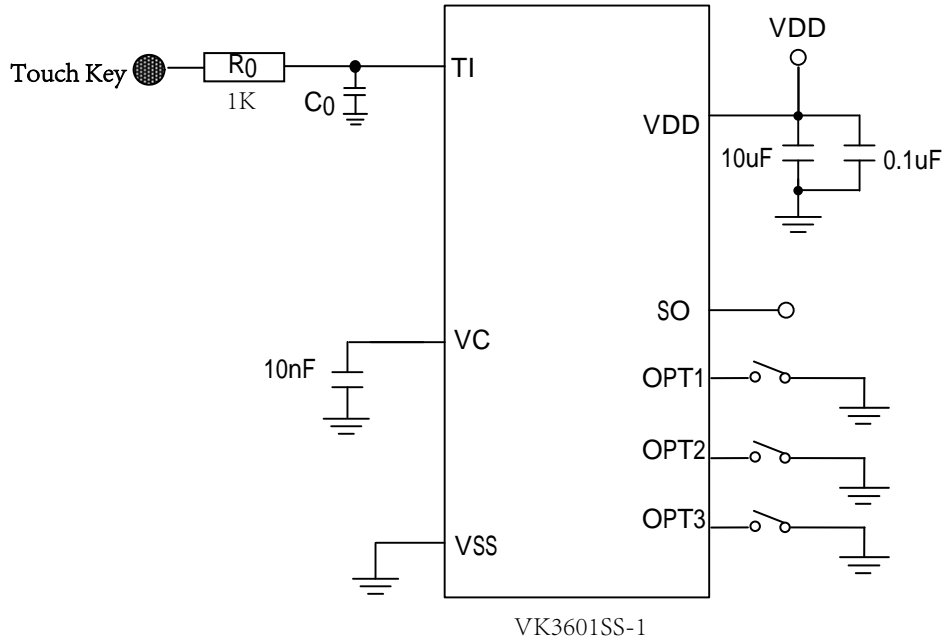 VDD
Touch Key
R0
1K
C0
TI
VDD
10uF
0.1uF
SO
VC
10nF
OPT1
OPT2
OPT3
VSS
VK3601SS-1